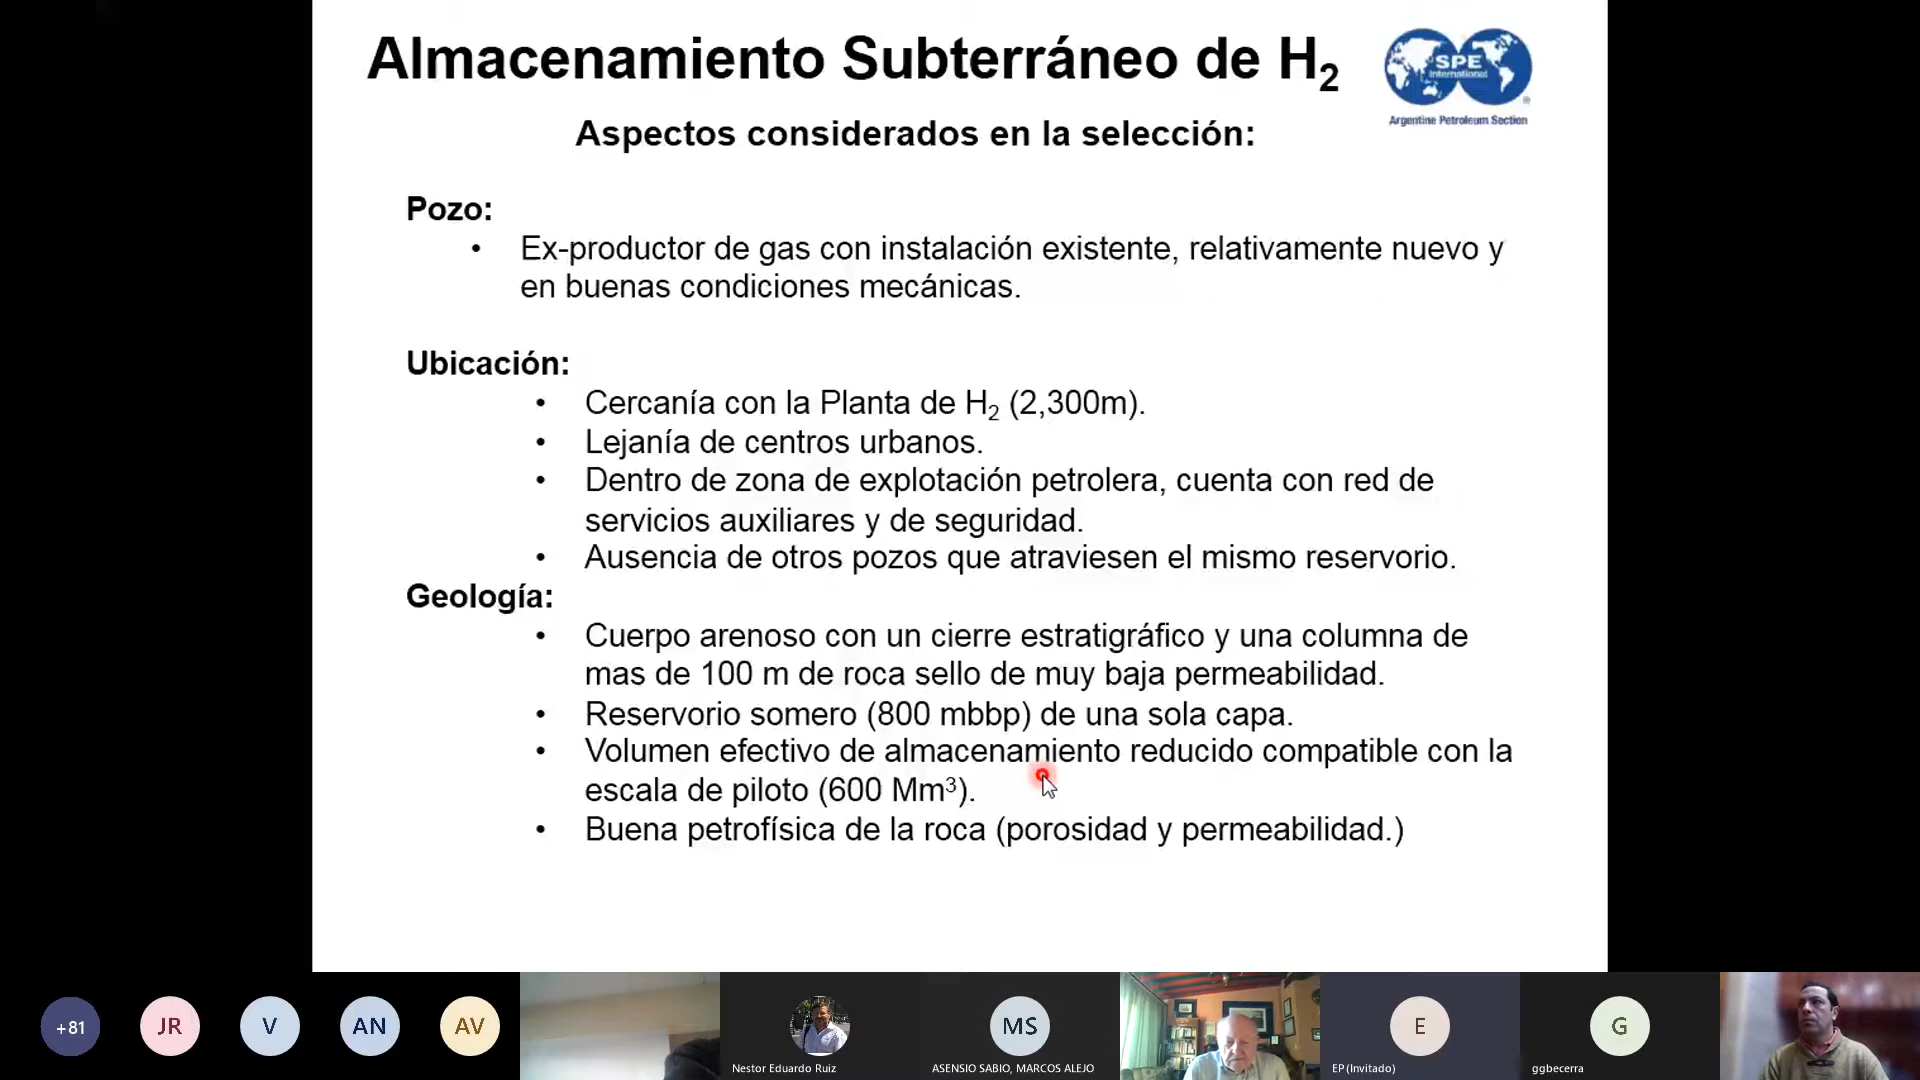 Almacenamiento Subterráneo de H₂
SPE
International
®
Argentine Petroleum Section
Aspectos considerados en la selección:
Pozo:
• Ex-productor de gas con instalación existente, relativamente nuevo y
en buenas condiciones mecánicas.
Ubicación:
• Cercanía con la Planta de H₂ (2,300m).
• Lejanía de centros urbanos.
• Dentro de zona de explotación petrolera, cuenta con red de
servicios auxiliares y de seguridad.
• Ausencia de otros pozos que atraviesen el mismo reservorio.
Geología:
• Cuerpo arenoso con un cierre estratigráfico y una columna de
mas de 100 m de roca sello de muy baja permeabilidad.
• Reservorio somero (800 mbbp) de una sola capa.
• Volumen efectivo de almacenamiento reducido compatible con la
escala de piloto (600 Mm³).
• Buena petrofísica de la roca (porosidad y permeabilidad.)
+81
JR
V
AN
AV
Nestor Eduardo Ruiz
MS
ASENSIO SABIO, MARCOS ALEJO
E
EP (Invitado)
G
ggbecerra